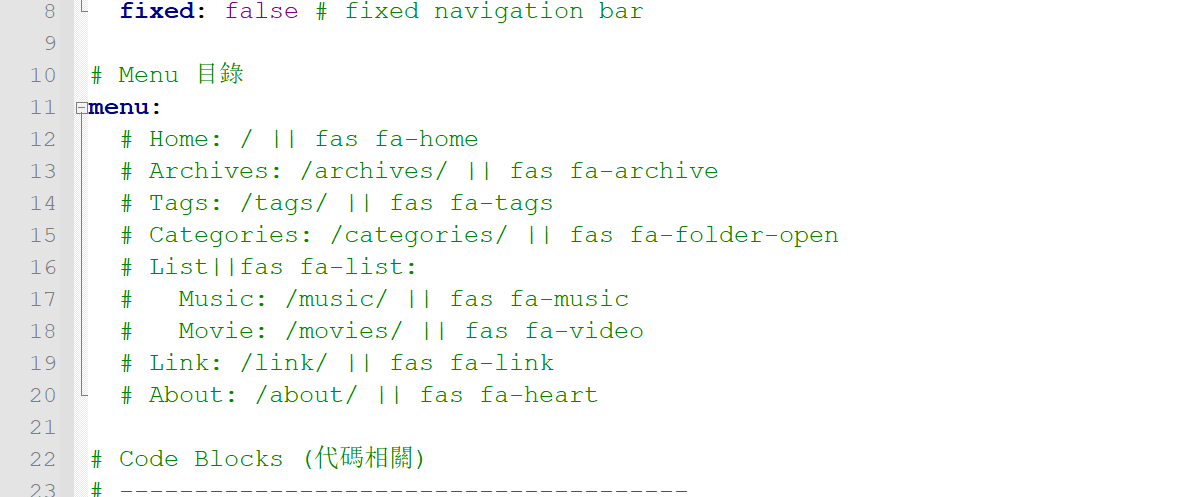 8 fixed: false # fixed navigation bar
9
10 # Menu 目錄
11 menu:
12 # Home: / || fas fa-home
13 # Archives: /archives/ || fas fa-archive
14 # Tags: /tags/ || fas fa-tags
15 # Categories: /categories/ || fas fa-folder-open
16 # List||fas fa-list:
17 #   Music: /music/ || fas fa-music
18 #   Movie: /movies/ || fas fa-video
19 # Link: /link/ || fas fa-link
20 # About: /about/ || fas fa-heart
21
22 # Code Blocks (代碼相關)
23 # --------------------------------------